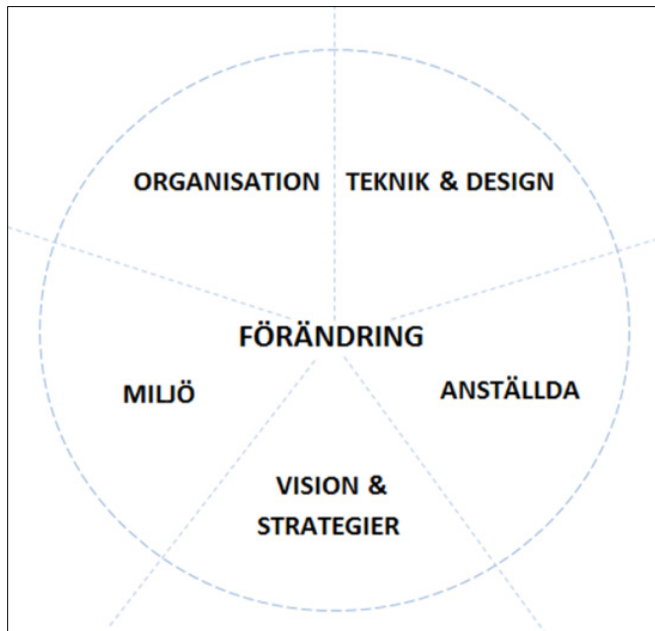 ORGANISATION
TEKNIK & DESIGN
FÖRÄNDRING
MILJÖ
ANSTÄLLDA
VISION &
STRATEGIER